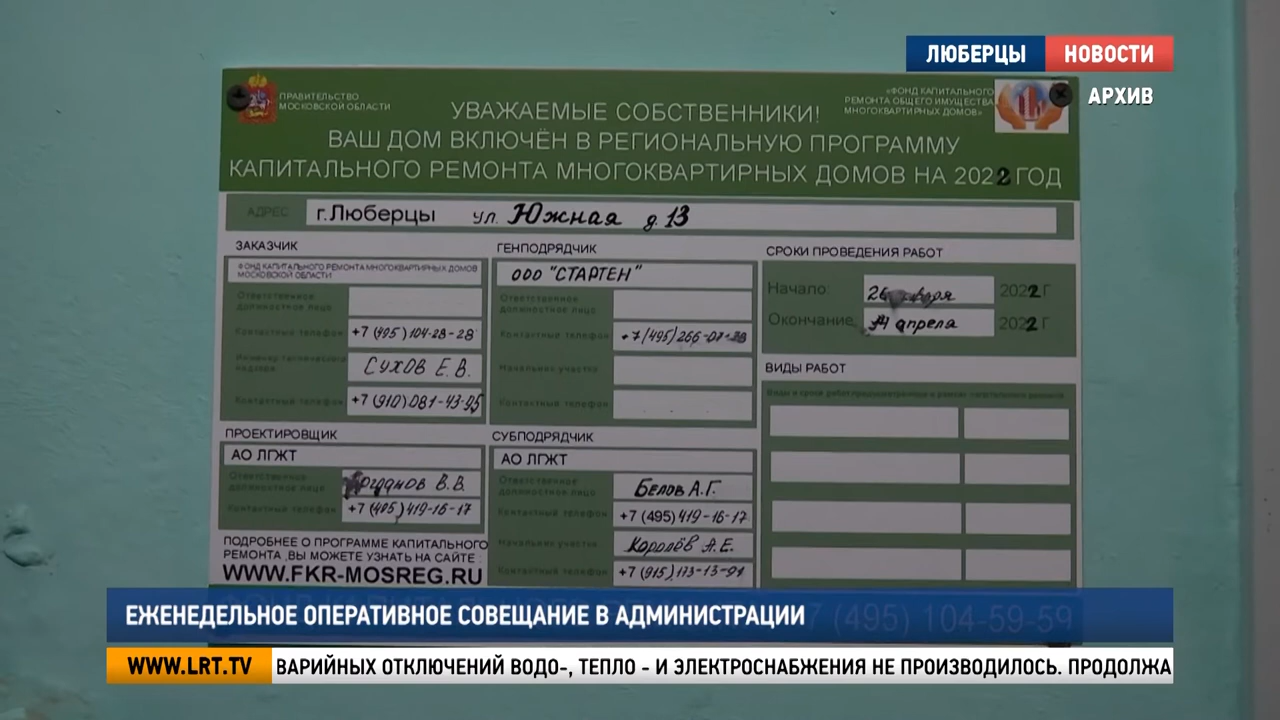 ЛЮБЕРЦЫ НОВОСТИ
АРХИВ
ПРАВИТЕЛЬСТВО
МОСКОВСКОЙ ОБЛАСТИ
«ФОНД КАПИТАЛЬНОГО
РЕМОНТА ОБЩЕГО ИМУЩЕСТВА
МНОГОКВАРТИРНЫХ ДОМОВ»
УВАЖАЕМЫЕ СОБСТВЕННИКИ!
ВАШ ДОМ ВКЛЮЧЁН В РЕГИОНАЛЬНУЮ ПРОГРАММУ
КАПИТАЛЬНОГО РЕМОНТА МНОГОКВАРТИРНЫХ ДОМОВ НА 2022 ГОД
АДРЕС г.Люберцы ул. Южная д. 13
ЗАКАЗЧИК
ФОНД КАПИТАЛЬНОГО РЕМОНТА МНОГОКВАРТИРНЫХ ДОМОВ
МОСКОВСКОЙ ОБЛАСТИ
Ответственное
должностное лицо
Контактный телефон +7 (495) 104-28-28
Инженер технического
надзора Сухов Е.В.
Контактный телефон +7 (910) 081-43-95
ГЕНПОДРЯДЧИК
ООО "СТАРТЕН"
Ответственное
должностное лицо
Контактный телефон +7(495) 266-07-38
Начальник участка
Контактный телефон
СРОКИ ПРОВЕДЕНИЯ РАБОТ
Начало: 26 2022 Г
Окончание апреля 2022 Г
ВИДЫ РАБОТ
ПРОЕКТИРОВЩИК
АО ЛГЖТ
Ответственное
должностное лицо Богданов В.В.
Контактный телефон +7 (495) 419-16-17
СУБПОДРЯДЧИК
АО ЛГЖТ
Ответственное
должностное лицо Белов А.Г.
Контактный телефон +7 (495) 419-16-17
Начальник участка Королёв А.Е.
Контактный телефон +7 (915) 173-13-91
ПОДРОБНЕЕ О ПРОГРАММЕ КАПИТАЛЬНОГО
РЕМОНТА ,ВЫ МОЖЕТЕ УЗНАТЬ НА САЙТЕ :
WWW.FKR-MOSREG.RU
(495) 104-59-59
ЕЖЕНЕДЕЛЬНОЕ ОПЕРАТИВНОЕ СОВЕЩАНИЕ В АДМИНИСТРАЦИИ
WWW.LRT.TV ВАРИЙНЫХ ОТКЛЮЧЕНИЙ ВОДО-, ТЕПЛО - И ЭЛЕКТРОСНАБЖЕНИЯ НЕ ПРОИЗВОДИЛОСЬ. ПРОДОЛЖА